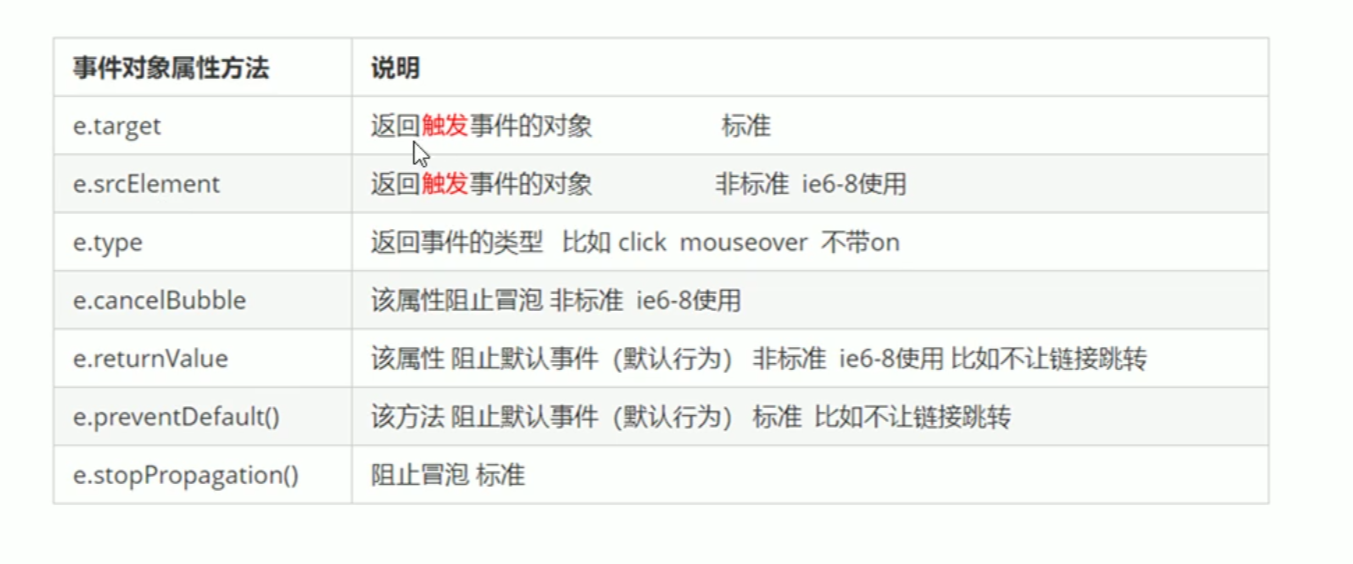 事件对象属性方法 说明
e.target 返回触发事件的对象 标准
e.srcElement 返回触发事件的对象 非标准 ie6-8使用
e.type 返回事件的类型 比如 click mouseover 不带on
e.cancelBubble 该属性阻止冒泡 非标准 ie6-8使用
e.returnValue 该属性 阻止默认事件（默认行为） 非标准 ie6-8使用 比如不让链接跳转
e.preventDefault() 该方法 阻止默认事件（默认行为） 标准 比如不让链接跳转
e.stopPropagation() 阻止冒泡 标准